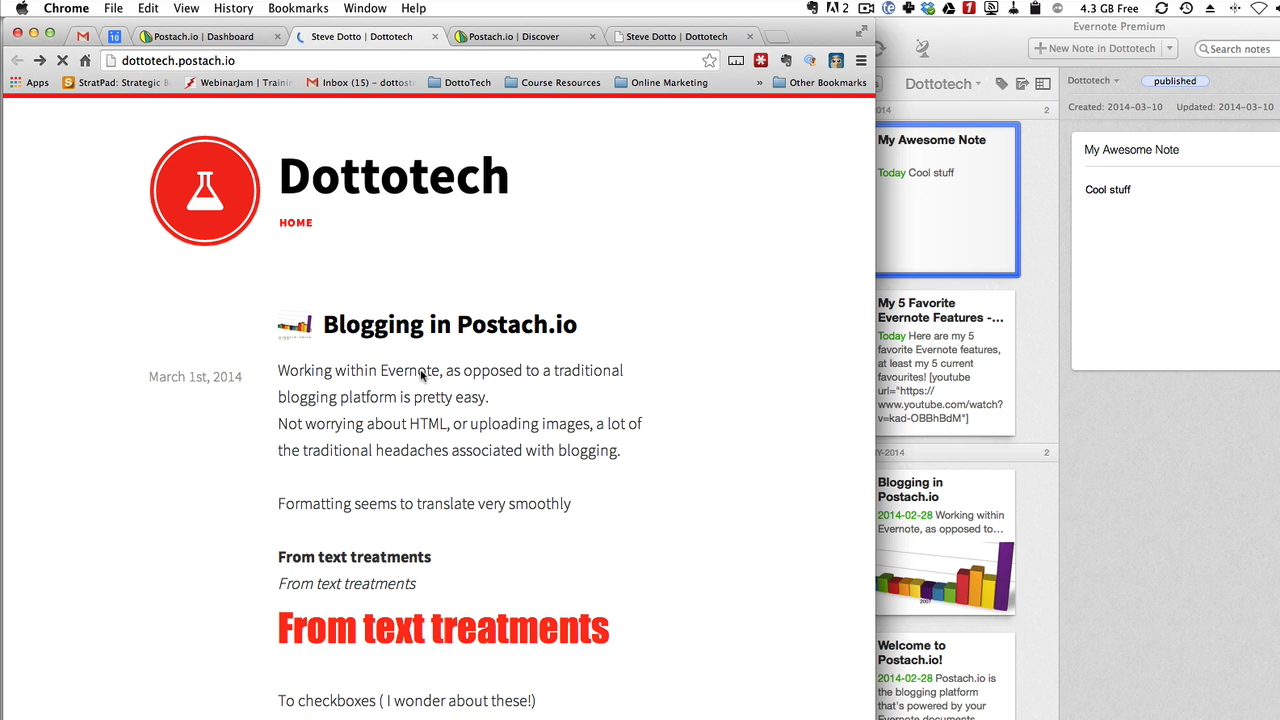 Chrome File Edit View History Bookmarks Window Help
2 1 4.3 GB Free
Postach.io | Dashboard
Steve Dotto | Dottotech
Postach.io | Discover
Steve Dotto | Dottotech
dottotech.postach.io
Apps
StratPad: Strategic B
WebinarJam | Trainin
Inbox (15) – dottoste
DottoTech
Course Resources
Online Marketing
»
Other Bookmarks
Dottotech
HOME
Blogging in Postach.io
March 1st, 2014
Working within Evernote, as opposed to a traditional
blogging platform is pretty easy.
Not worrying about HTML, or uploading images, a lot of
the traditional headaches associated with blogging.
Formatting seems to translate very smoothly
From text treatments
From text treatments
From text treatments
To checkboxes ( I wonder about these!)
Evernote Premium
New Note in Dottotech
Search notes
Dottotech
2014 2
My Awesome Note
Today Cool stuff
My 5 Favorite
Evernote Features -...
Today Here are my 5
favorite Evernote features,
at least my 5 current
favourites! [youtube
url="https://
www.youtube.com/watch?
v=kad-OBBhBdM"]
Y-2014 2
Blogging in
Postach.io
2014-02-28 Working within
Evernote, as opposed to...
2007
Welcome to
Postach.io!
2014-02-28 Postach.io is
the blogging platform
that's powered by your
Evernote documents
Dottotech
published
Created: 2014-03-10 Updated: 2014-03-10
My Awesome Note
Cool stuff